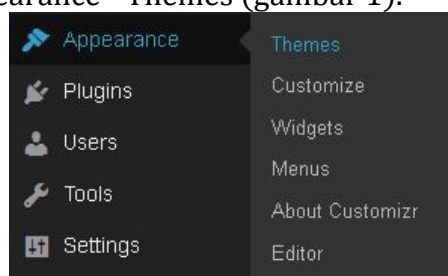 earance - Themes (gambar 1).
Appearance
Plugins
Users
Tools
Settings
Themes
Customize
Widgets
Menus
About Customizr
Editor